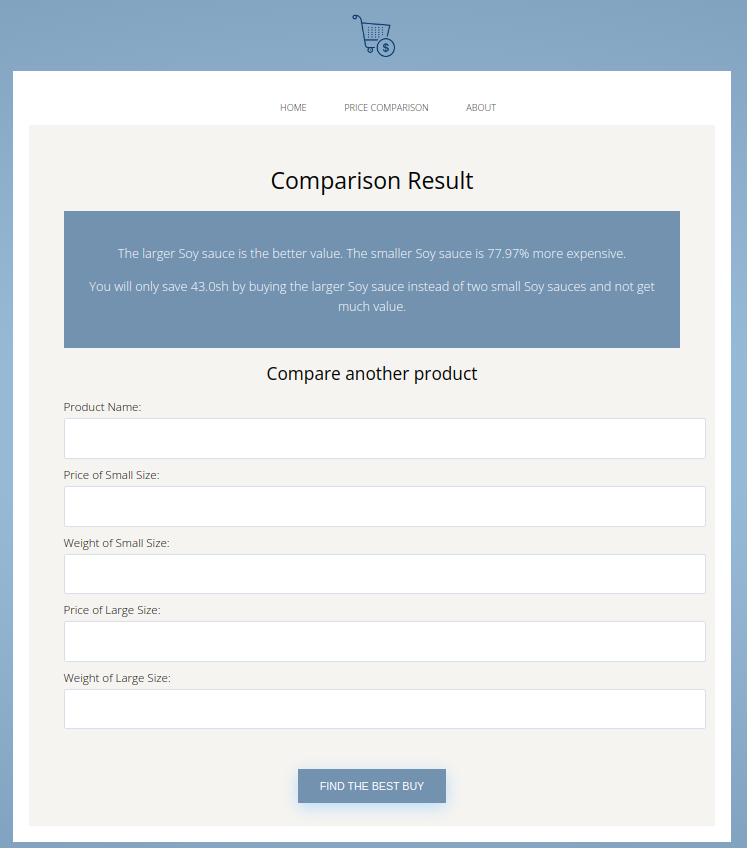 $
HOME PRICE COMPARISON ABOUT
Comparison Result
The larger Soy sauce is the better value. The smaller Soy sauce is 77.97% more expensive.
You will only save 43.0sh by buying the larger Soy sauce instead of two small Soy sauces and not get
much value.
Compare another product
Product Name:
Price of Small Size:
Weight of Small Size:
Price of Large Size:
Weight of Large Size:
FIND THE BEST BUY